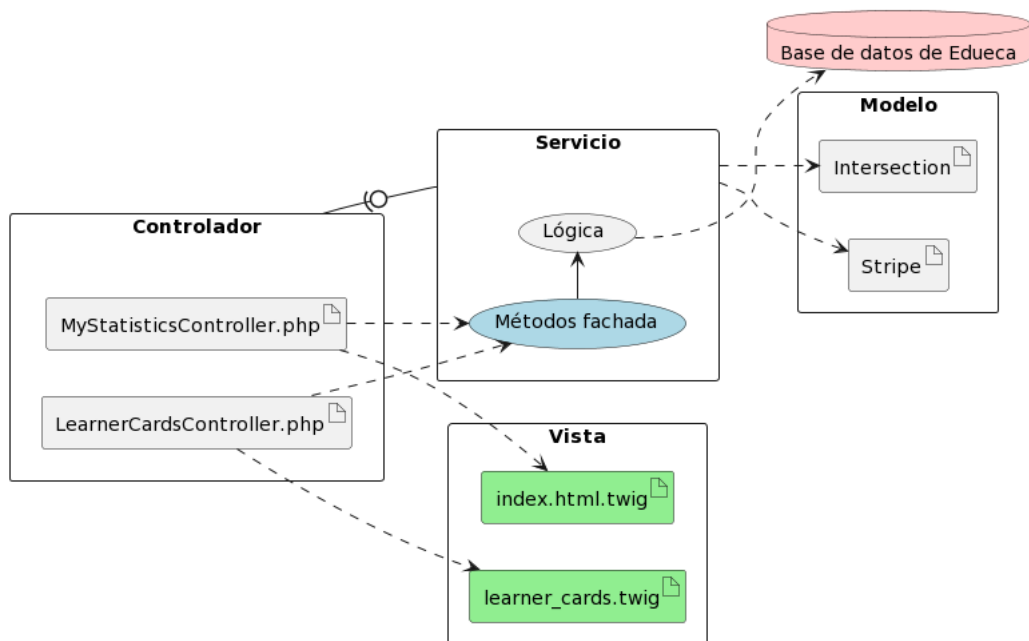 Base de datos de Edueca
Modelo
Intersection
Stripe
Servicio
Lógica
Métodos fachada
Controlador
MyStatisticsController.php
LearnerCardsController.php
Vista
index.html.twig
learner_cards.twig